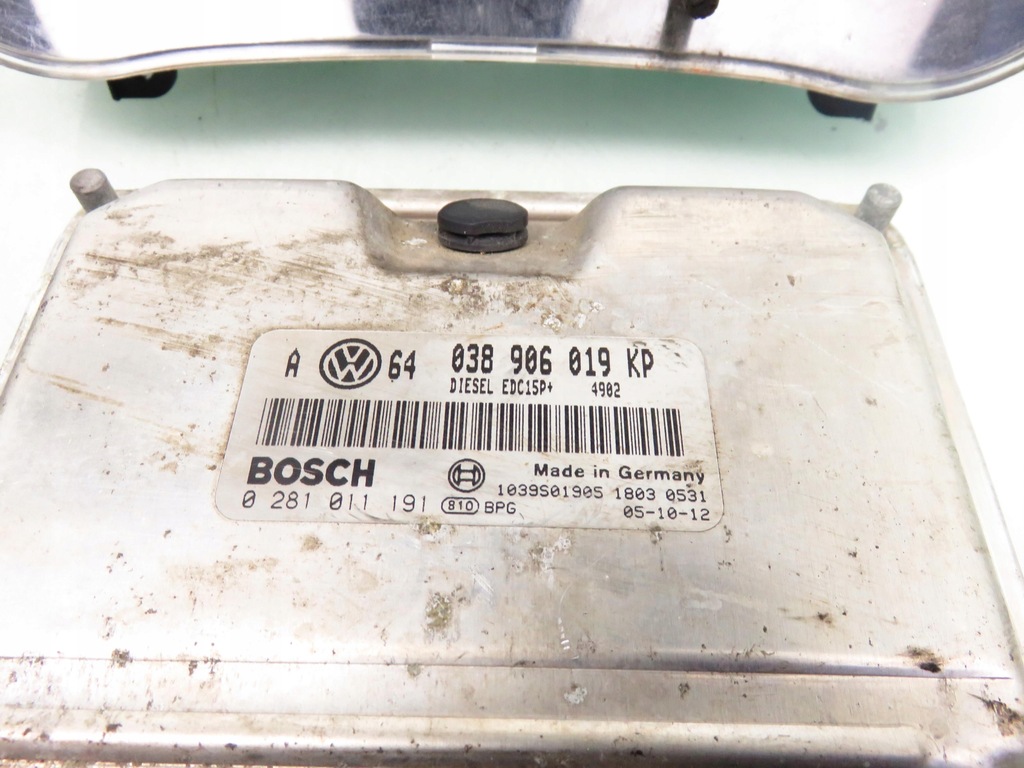 A VW 64 038 906 019 KP
DIESEL EDC15P+ 4902
BOSCH Made in Germany
1039S01905 1803 0531
0 281 011 191 810 BPG 05-10-12